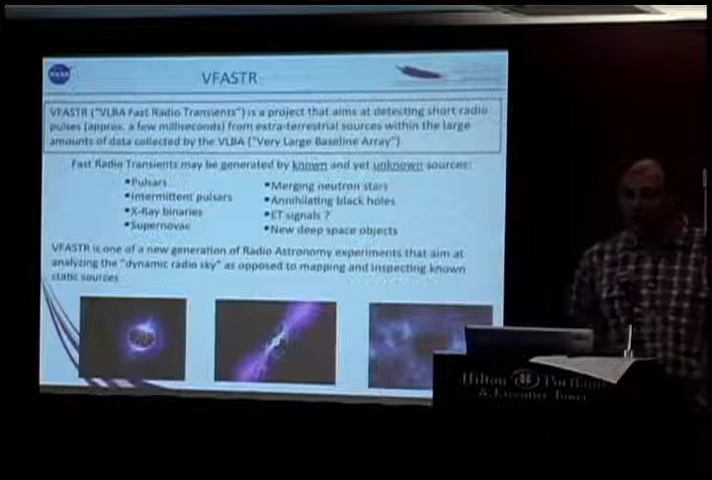 NASA
VFASTR
VFASTR ("VLBA Fast Radio Transients") is a project that aims at detecting short radio
pulses (approx. a few milliseconds) from extra-terrestrial sources within the large
amounts of data collected by the VLBA ("Very Large Baseline Array")
Fast Radio Transients may be generated by known and yet unknown sources:
•Pulsars
•Intermittent pulsars
•X-Ray binaries
•Supernovae
•Merging neutron stars
•Annihilating black holes
•ET signals ?
•New deep space objects
VFASTR is one of a new generation of Radio Astronomy experiments that aim at
analyzing the "dynamic radio sky" as opposed to mapping and inspecting known
static sources
Hilton Portland
& Executive Tower